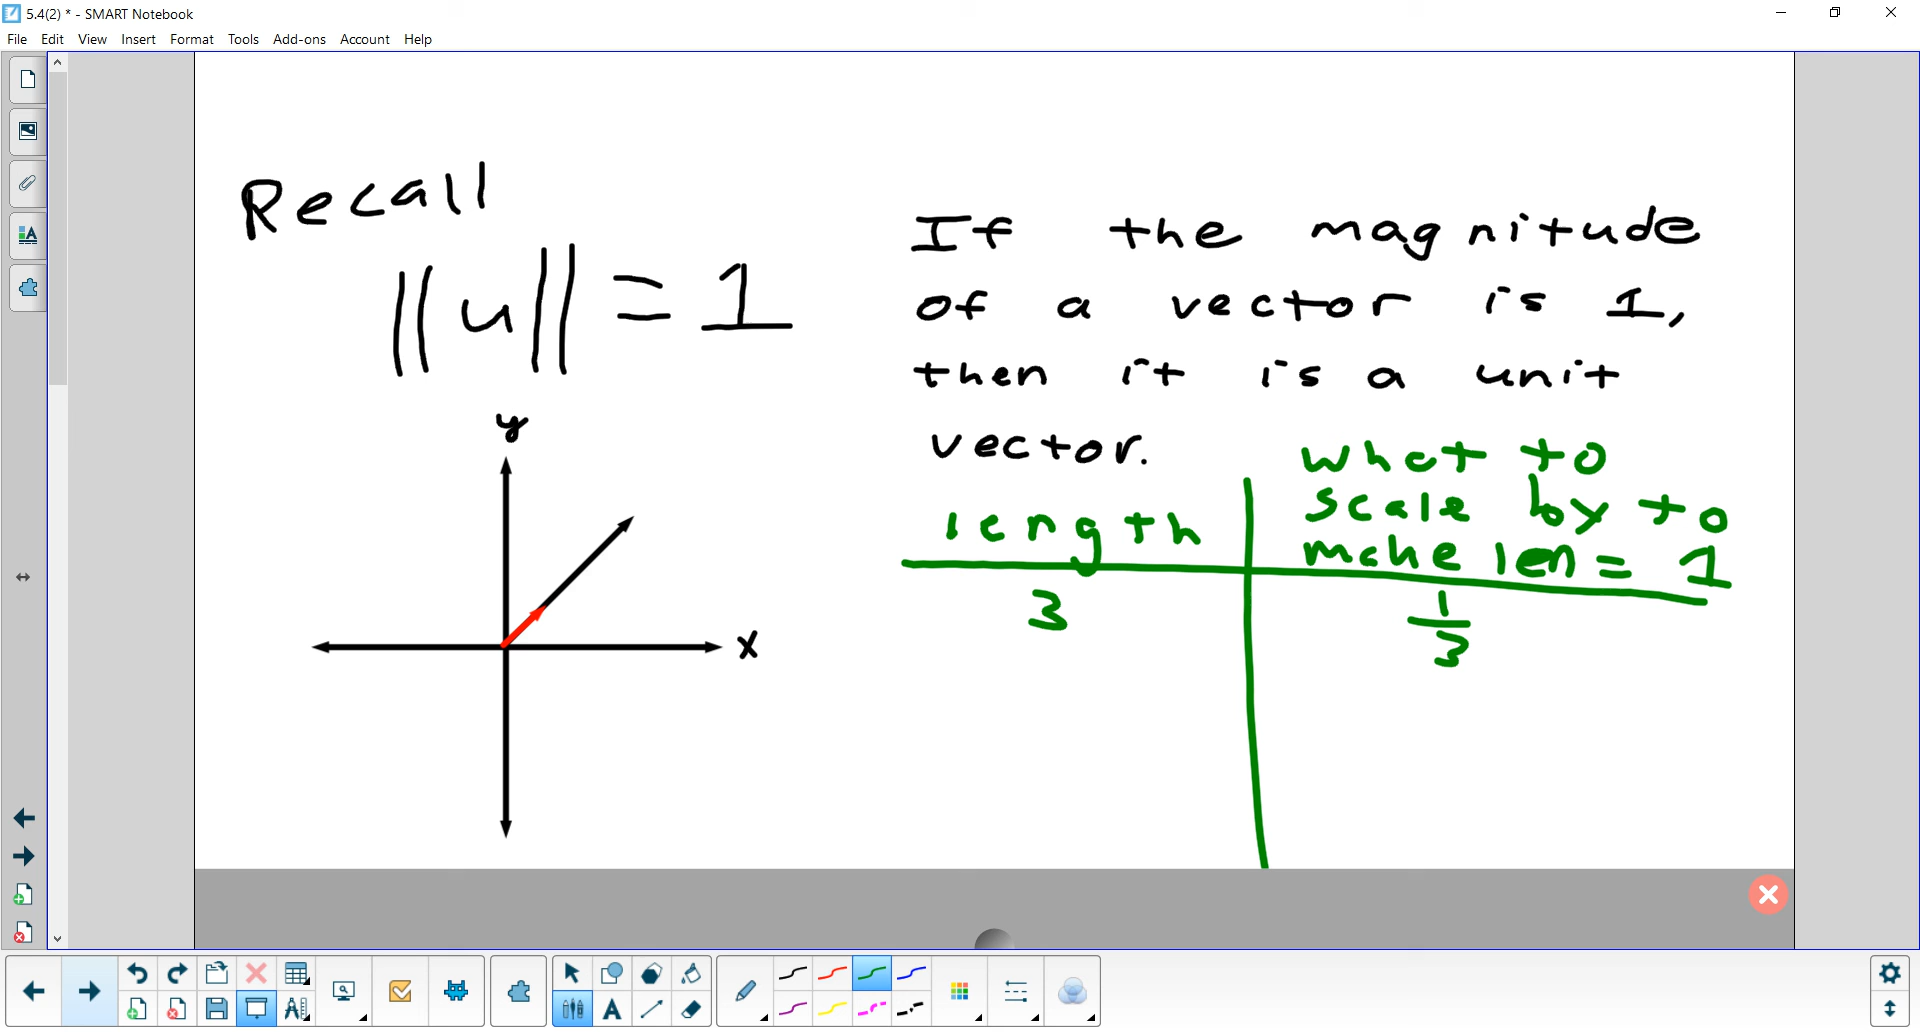 5.4(2) * - SMART Notebook
File Edit View Insert Format Tools Add-ons Account Help
Recall
||u|| = 1
y
x
If the magnitude
of a vector is 1,
then it is a unit
vector.
length
what to
scale by to
make len = 1
3
1/3